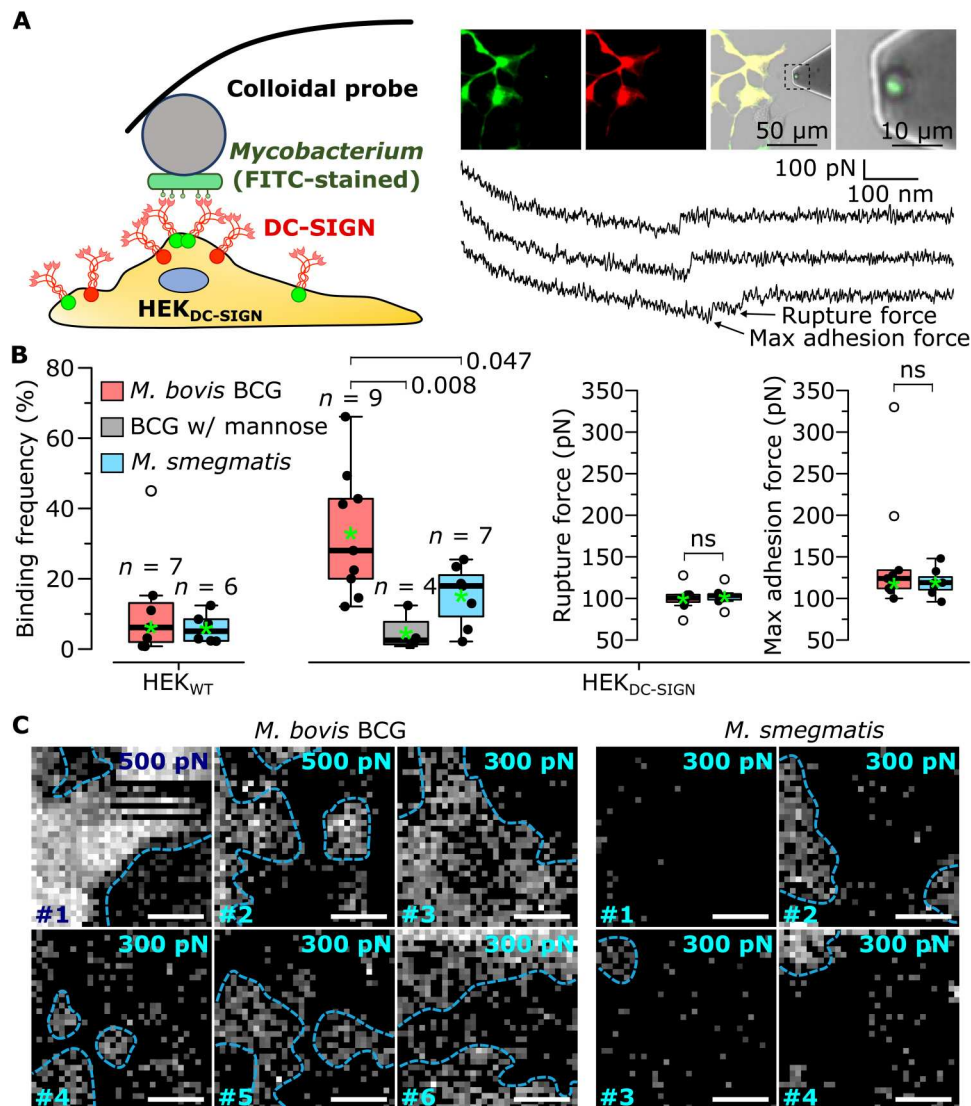 A
Colloidal probe
Mycobacterium
(FITC-stained)
DC-SIGN
HEK_DC-SIGN
50 µm
10 µm
100 pN
100 nm
Rupture force
Max adhesion force
B
Binding frequency (%)
80
60
40
20
0
M. bovis BCG
BCG w/ mannose
M. smegmatis
n = 7
n = 6
HEK_WT
0.047
0.008
n = 9
n = 4
n = 7
Rupture force (pN)
350
300
250
200
150
100
50
ns
Max adhesion force (pN)
350
300
250
200
150
100
50
ns
HEK_DC-SIGN
C
M. bovis BCG
M. smegmatis
500 pN
500 pN
300 pN
300 pN
300 pN
#1
#2
#3
#1
#2
300 pN
300 pN
300 pN
300 pN
300 pN
#4
#5
#6
#3
#4